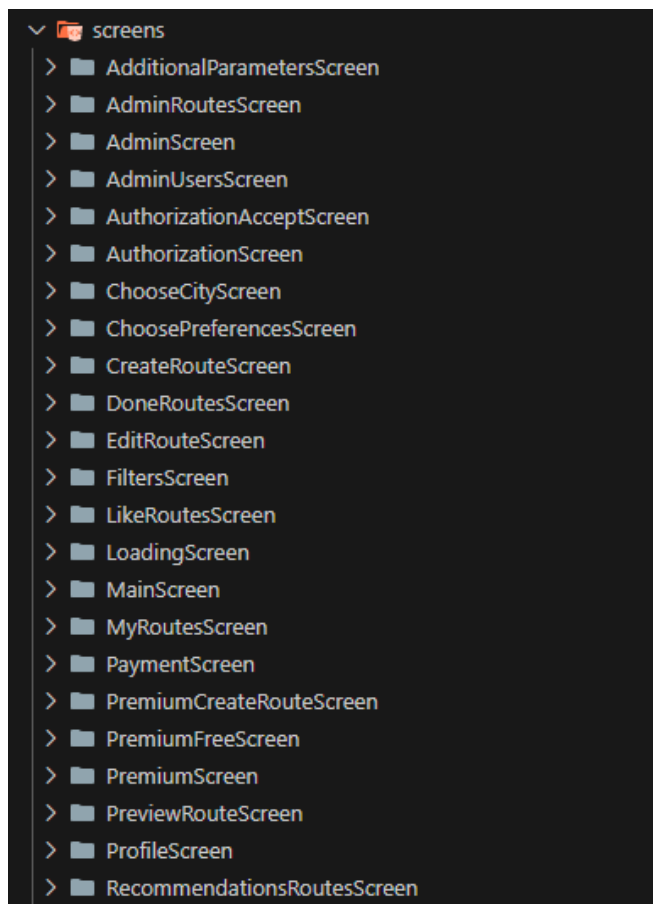 screens
AdditionalParametersScreen
AdminRoutesScreen
AdminScreen
AdminUsersScreen
AuthorizationAcceptScreen
AuthorizationScreen
ChooseCityScreen
ChoosePreferencesScreen
CreateRouteScreen
DoneRoutesScreen
EditRouteScreen
FiltersScreen
LikeRoutesScreen
LoadingScreen
MainScreen
MyRoutesScreen
PaymentScreen
PremiumCreateRouteScreen
PremiumFreeScreen
PremiumScreen
PreviewRouteScreen
ProfileScreen
RecommendationsRoutesScreen